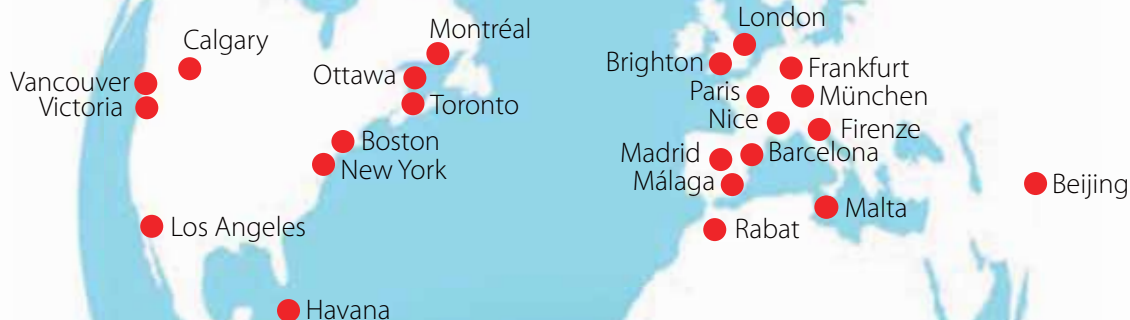 Montréal
Calgary
Ottawa
Vancouver
Victoria
Toronto
Boston
New York
Los Angeles
Havana
London
Brighton
Frankfurt
Paris
München
Nice
Firenze
Madrid
Barcelona
Málaga
Malta
Rabat
Beijing